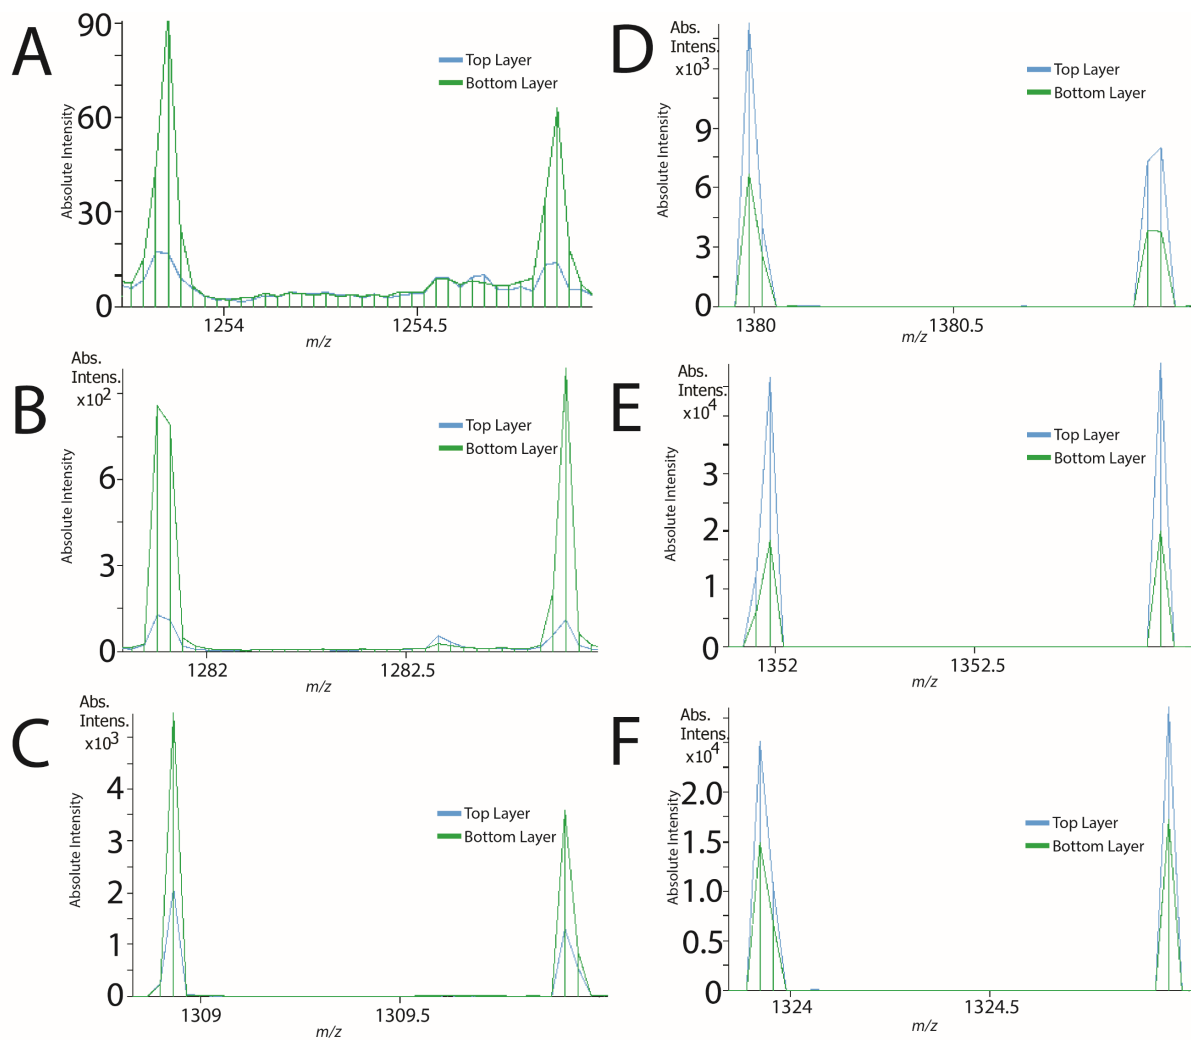 A
90
60
30
0
Absolute Intensity
Top Layer
Bottom Layer
1254
1254.5
m/z
D
Abs.
Intens.
x10³
9
6
3
0
Absolute Intensity
Top Layer
Bottom Layer
1380
1380.5
m/z
B
Abs.
Intens.
x10²
6
3
0
Absolute Intensity
Top Layer
Bottom Layer
1282
1282.5
m/z
E
Abs.
Intens.
x10⁴
3
2
1
0
Absolute Intensity
Top Layer
Bottom Layer
1352
1352.5
m/z
C
Abs.
Intens.
x10³
4
3
2
1
0
Absolute Intensity
Top Layer
Bottom Layer
1309
1309.5
m/z
F
Abs.
Intens.
x10⁴
2.0
1.5
1.0
0.5
0
Absolute Intensity
Top Layer
Bottom Layer
1324
1324.5
m/z